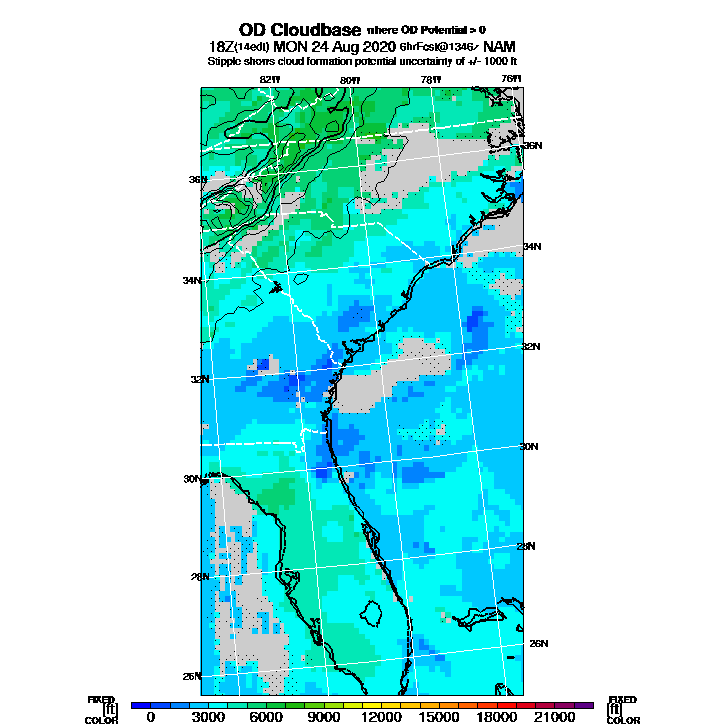 OD Cloudbase where OD Potential > 0
18Z (14edt) MON 24 Aug 2020 6hrFcst@1346z NAM
Stipple shows cloud formation potential uncertainty of +/- 1000 ft
82W 80W 78W 76W
36N
36N
34N
34N
32N
32N
30N
30N
28N
28N
26N
26N
FIXED FIXED
[ft] 0 3000 6000 9000 12000 15000 18000 21000 [ft]
COLOR COLOR